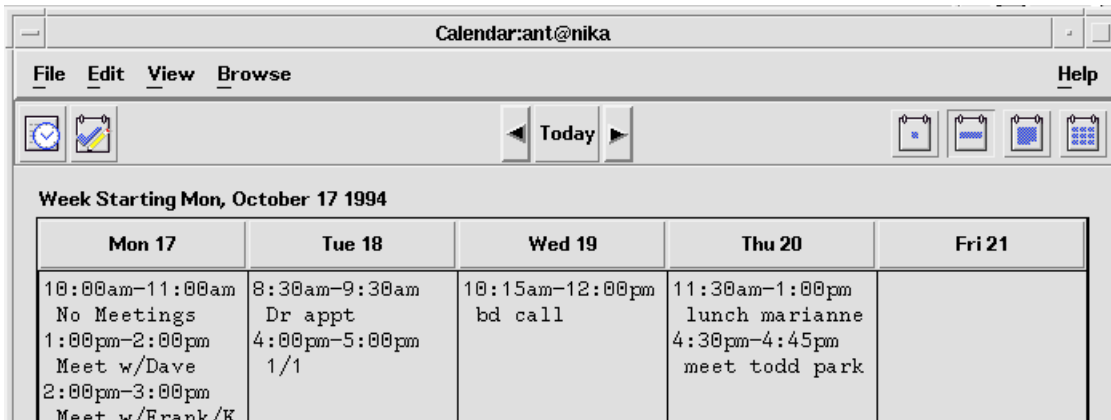 Calendar:ant@nika
File Edit View Browse Help
Today
Week Starting Mon, October 17 1994
Mon 17 Tue 18 Wed 19 Thu 20 Fri 21
10:00am-11:00am
No Meetings
1:00pm-2:00pm
Meet w/Dave
2:00pm-3:00pm
Meet w/Frank/K
8:30am-9:30am
Dr appt
4:00pm-5:00pm
1/1
10:15am-12:00pm
bd call
11:30am-1:00pm
lunch marianne
4:30pm-4:45pm
meet todd park